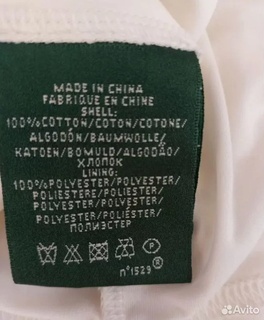 MADE IN CHINA
FABRIQUE EN CHINE
SHELL:
100%COTTON/COTON/COTONE/
ALGODÓN/BAUMWOLLE/
KATOEN/BOMULD/ALGODÃO/
ХЛОПОК
LINING:
100%POLYESTER/POLYESTER/
POLIESTERE/POLIÉSTER/
POLYESTER/POLYESTER/
POLYESTER/POLIÉSTER/
ПОЛИЭСТЕР
P
n°1529®
Avito